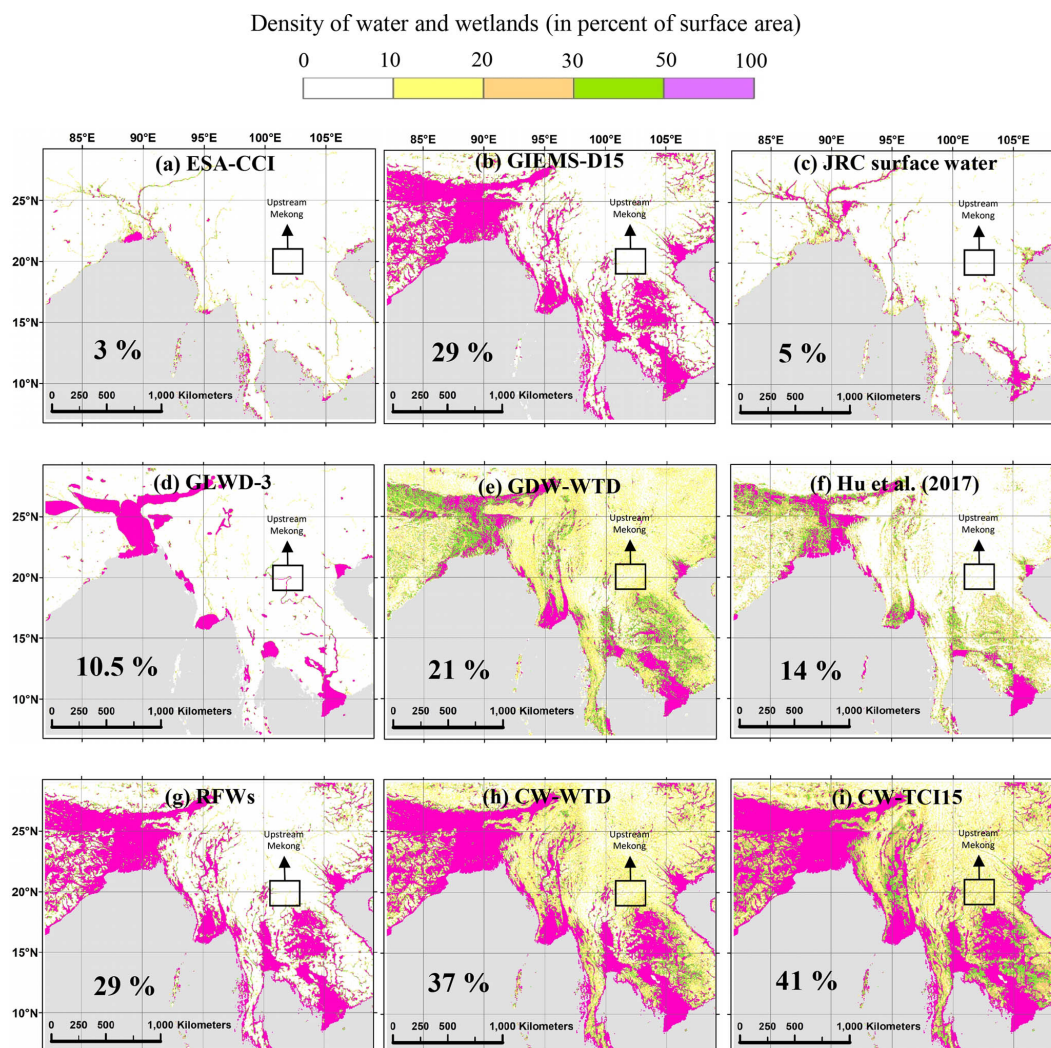 Density of water and wetlands (in percent of surface area)
0 10 20 30 50 100
85°E 90°E 95°E 100°E 105°E 85°E 90°E 95°E 100°E 105°E 85°E 90°E 95°E 100°E 105°E
(a) ESA-CCI
(b) GIEMS-D15
(c) JRC surface water
25°N
20°N
15°N
10°N
Upstream
Mekong
3 %
0 250 500 1,000 Kilometers
Upstream
Mekong
29 %
0 250 500 1,000 Kilometers
Upstream
Mekong
5 %
0 250 500 1,000 Kilometers
(d) GLWD-3
(e) GDW-WTD
(f) Hu et al. (2017)
25°N
20°N
15°N
10°N
Upstream
Mekong
10.5 %
0 250 500 1,000 Kilometers
Upstream
Mekong
21 %
0 250 500 1,000 Kilometers
Upstream
Mekong
14 %
0 250 500 1,000 Kilometers
(g) RFWs
(h) CW-WTD
(i) CW-TCI15
25°N
20°N
15°N
10°N
Upstream
Mekong
29 %
0 250 500 1,000 Kilometers
Upstream
Mekong
37 %
0 250 500 1,000 Kilometers
Upstream
Mekong
41 %
0 250 500 1,000 Kilometers